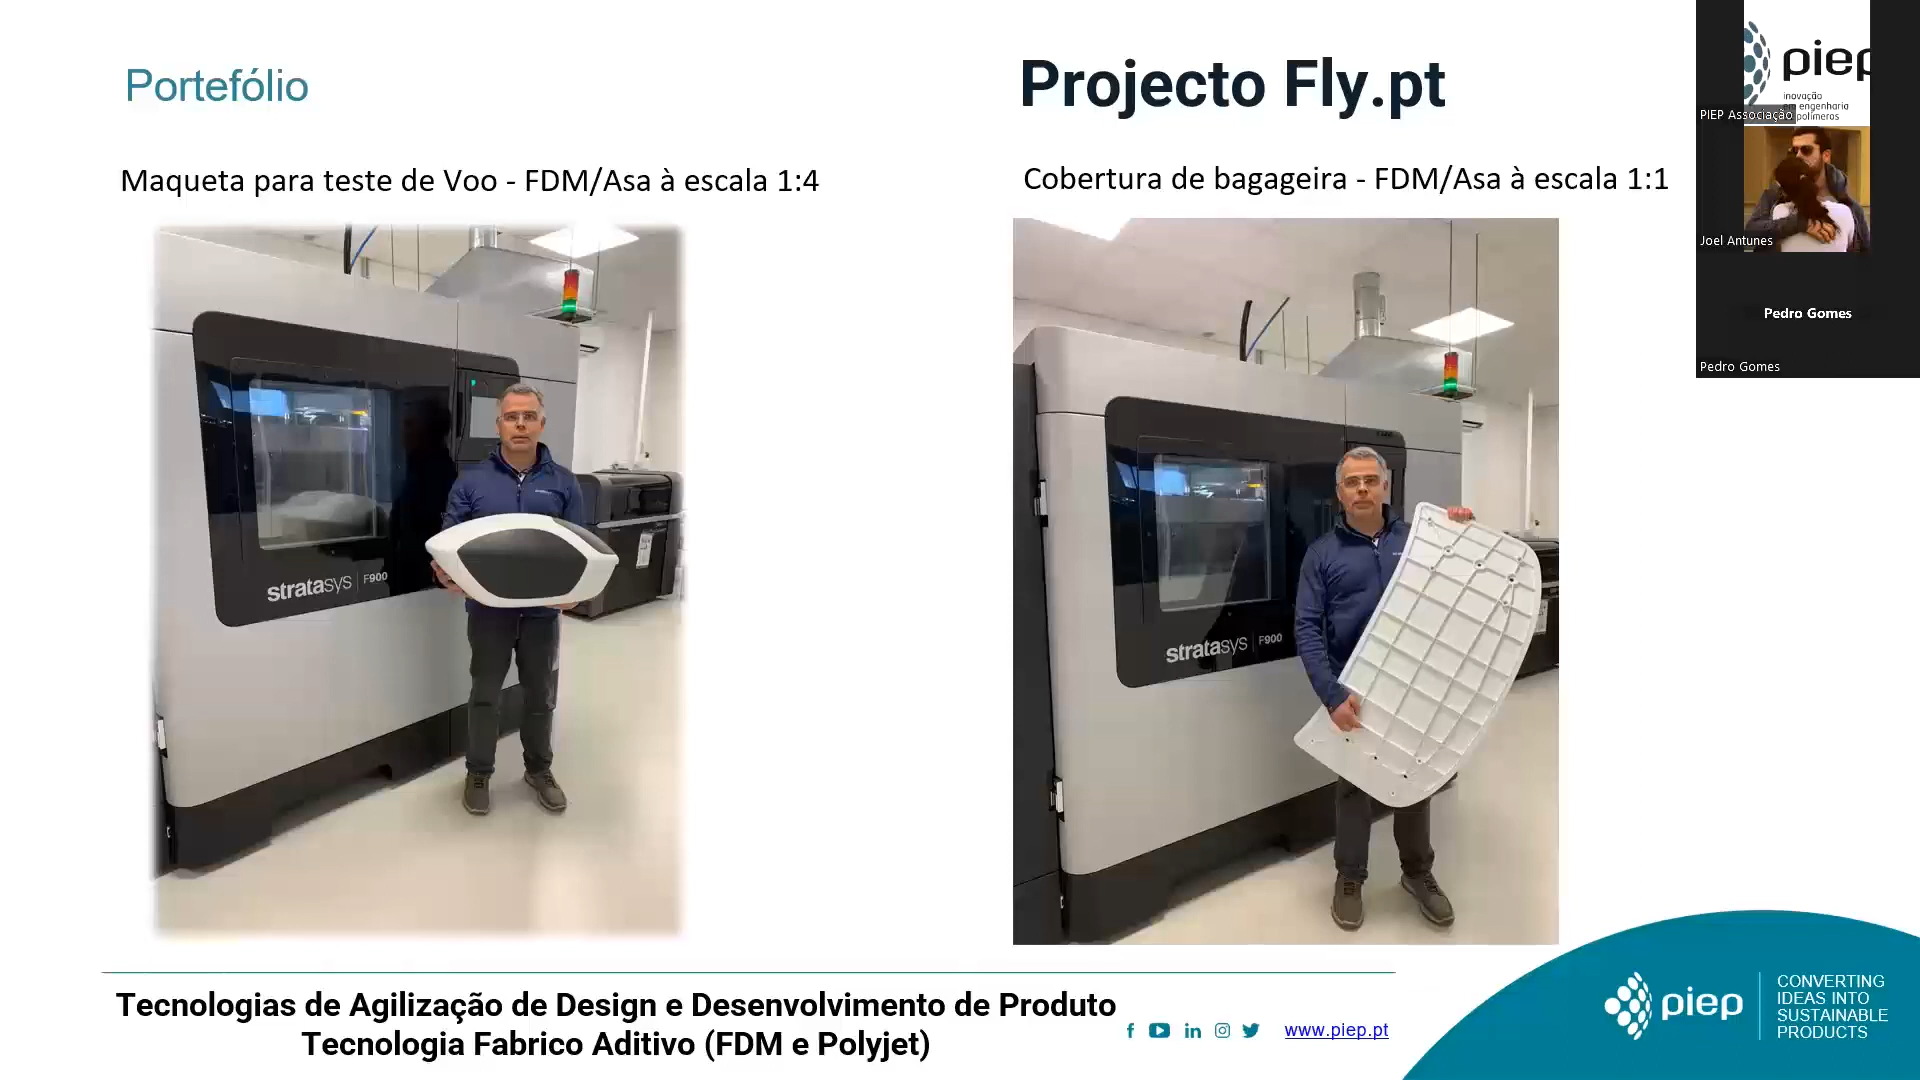 Portefólio
Projecto Fly.pt
Maqueta para teste de Voo - FDM/Asa à escala 1:4
Cobertura de bagageira - FDM/Asa à escala 1:1
stratasys | F900
stratasys | F900
piep
inovação
em engenharia
polímeros
PIEP Associação
Joel Antunes
Pedro Gomes
Pedro Gomes
Tecnologias de Agilização de Design e Desenvolvimento de Produto
Tecnologia Fabrico Aditivo (FDM e Polyjet)
www.piep.pt
piep
CONVERTING
IDEAS INTO
SUSTAINABLE
PRODUCTS